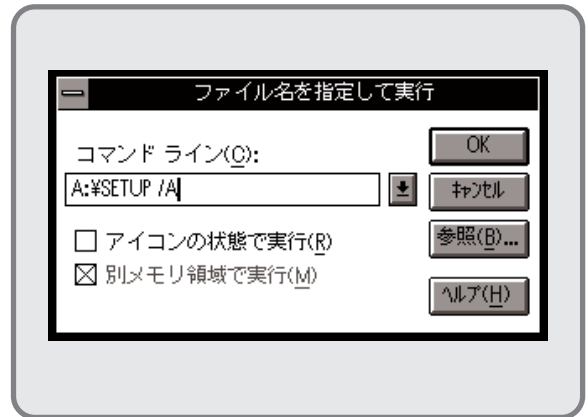 ファイル名を指定して実行
コマンド ライン(C):
A:¥SETUP /A
アイコンの状態で実行(R)
別メモリ領域で実行(M)
OK
ｷｬﾝｾﾙ
参照(B)...
ﾍﾙﾌﾟ(H)